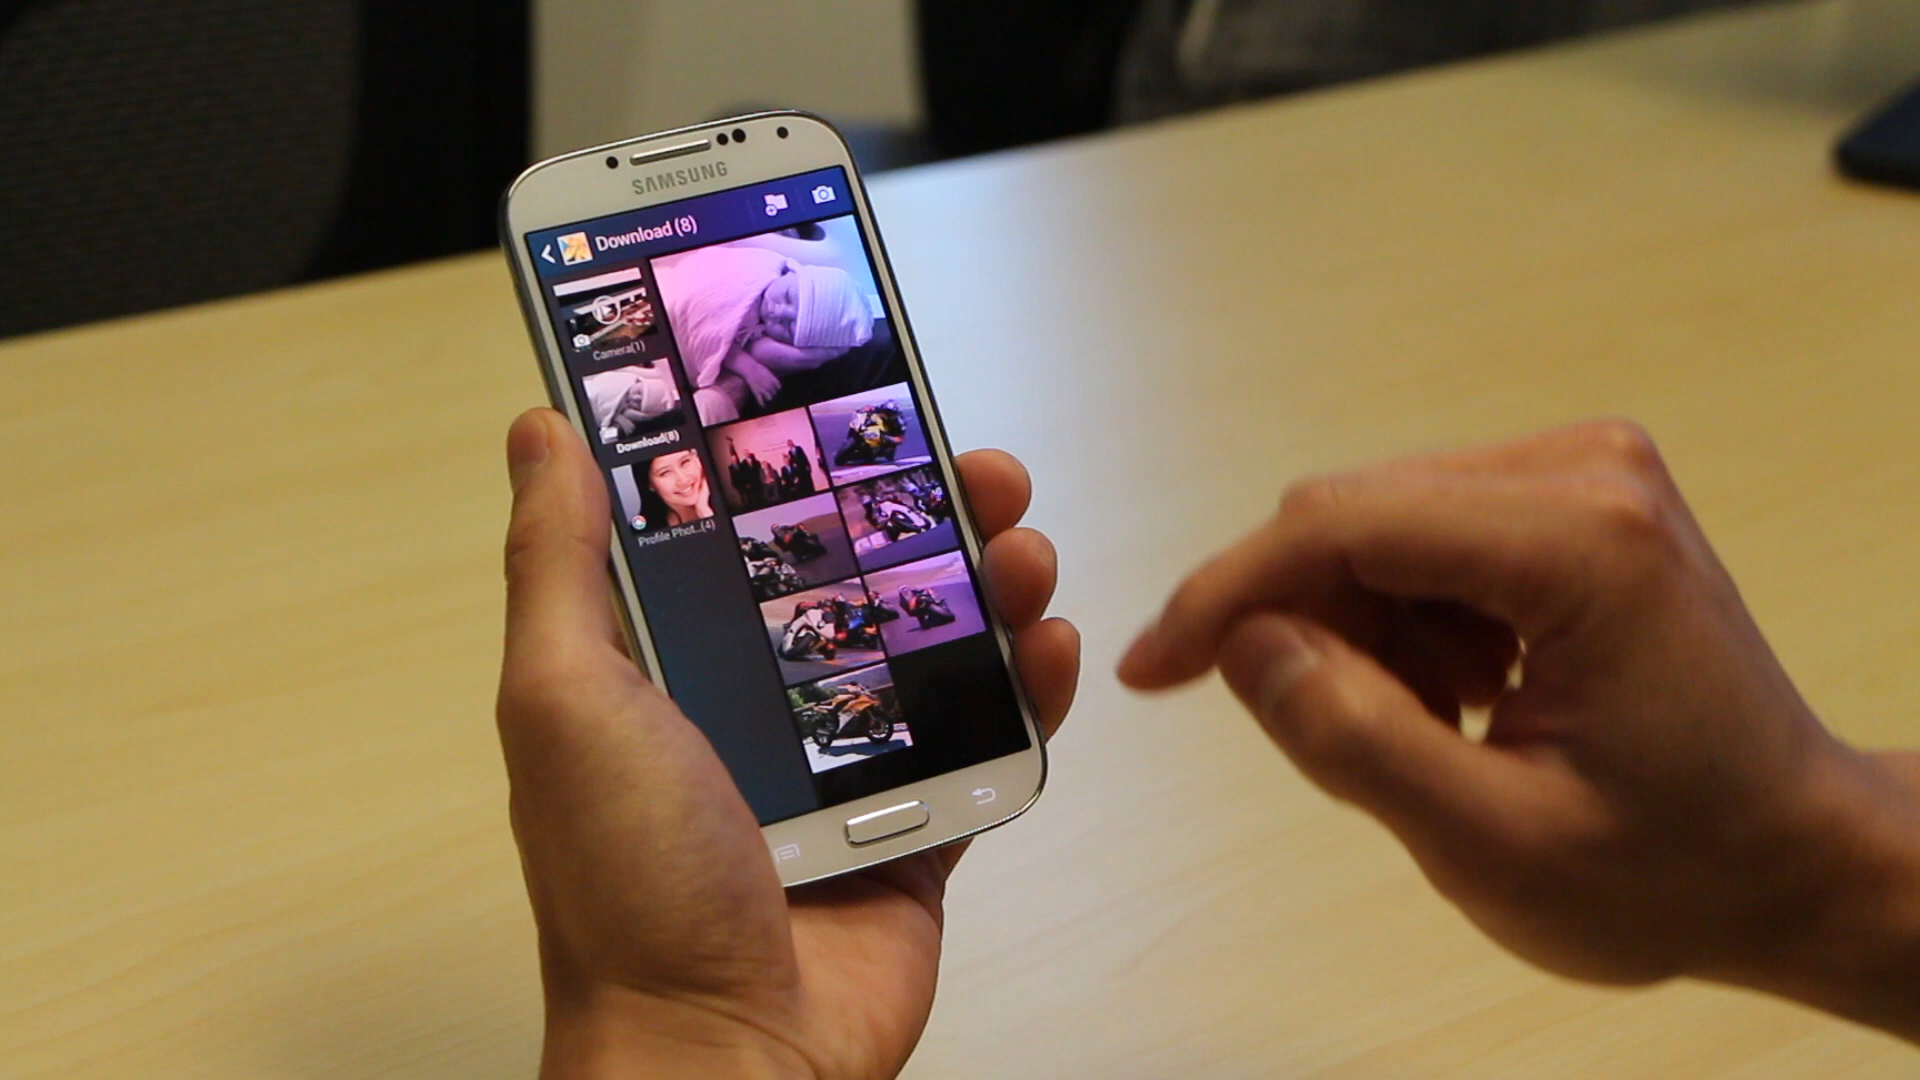 SAMSUNG
Download (8)
Camera(1)
Download(8)
Profile Phot...(4)